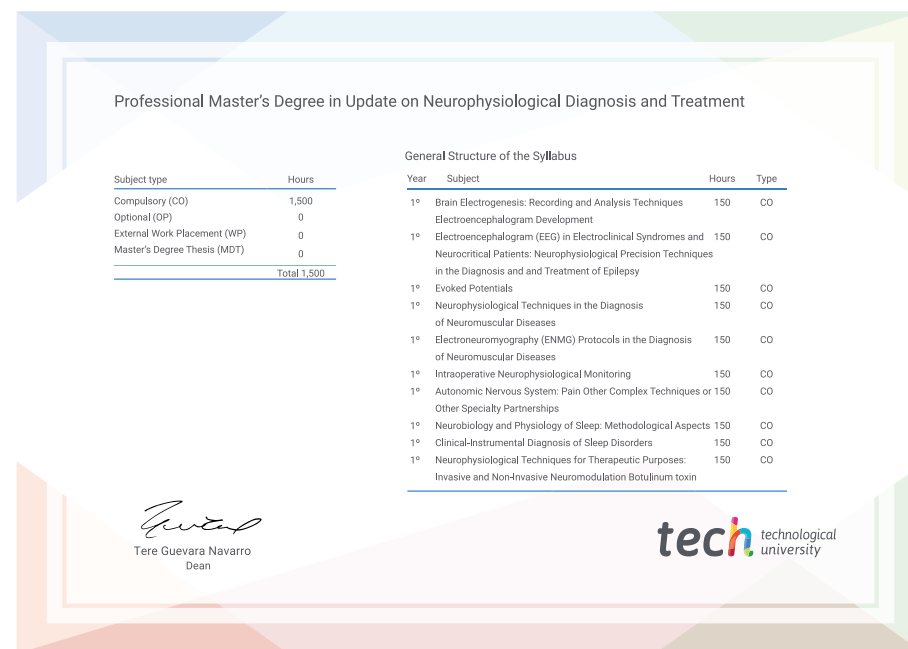 Professional Master's Degree in Update on Neurophysiological Diagnosis and Treatment
Subject type Hours
Compulsory (CO) 1,500
Optional (OP) 0
External Work Placement (WP) 0
Master's Degree Thesis (MDT) 0
Total 1,500
General Structure of the Syllabus
Year Subject Hours Type
1º Brain Electrogenesis: Recording and Analysis Techniques 150 CO
Electroencephalogram Development
1º Electroencephalogram (EEG) in Electroclinical Syndromes and 150 CO
Neurocritical Patients: Neurophysiological Precision Techniques
in the Diagnosis and and Treatment of Epilepsy
1º Evoked Potentials 150 CO
1º Neurophysiological Techniques in the Diagnosis 150 CO
of Neuromuscular Diseases
1º Electroneuromyography (ENMG) Protocols in the Diagnosis 150 CO
of Neuromuscular Diseases
1º Intraoperative Neurophysiological Monitoring 150 CO
1º Autonomic Nervous System: Pain Other Complex Techniques or 150 CO
Other Specialty Partnerships
1º Neurobiology and Physiology of Sleep: Methodological Aspects 150 CO
1º Clinical-Instrumental Diagnosis of Sleep Disorders 150 CO
1º Neurophysiological Techniques for Therapeutic Purposes: 150 CO
Invasive and Non-Invasive Neuromodulation Botulinum toxin
Tere Guevara Navarro
Dean
tech technological
university